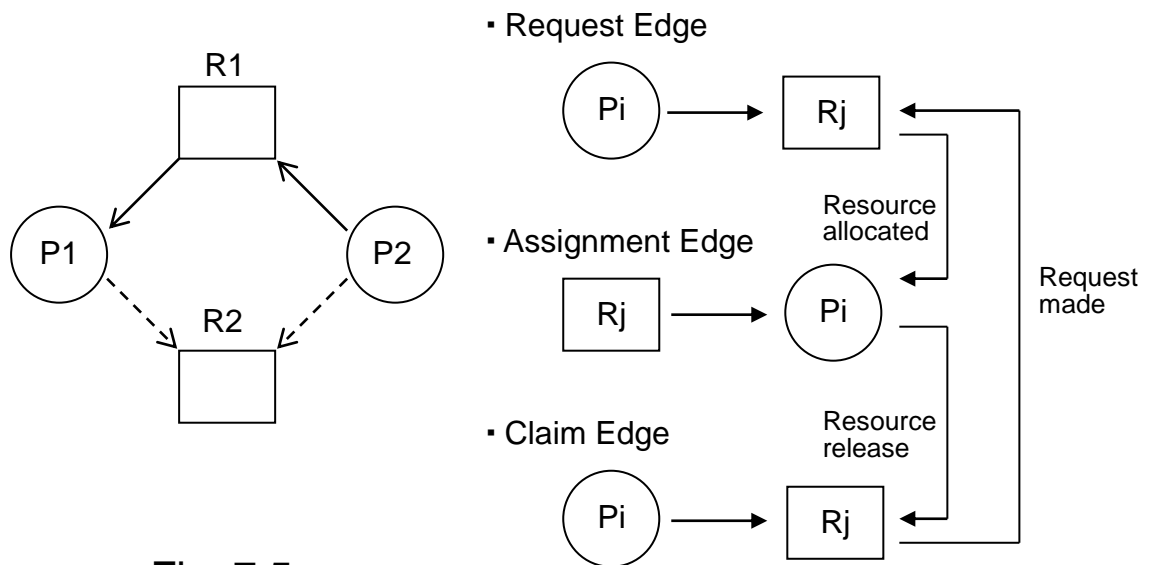 R1
P1
P2
R2
▪ Request Edge
Pi
Rj
Resource
allocated
▪ Assignment Edge
Rj
Pi
Request
made
Resource
release
▪ Claim Edge
Pi
Rj